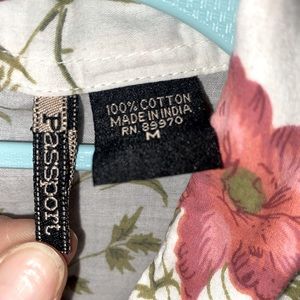 Passport
100% COTTON
MADE IN INDIA
RN. 89970
M